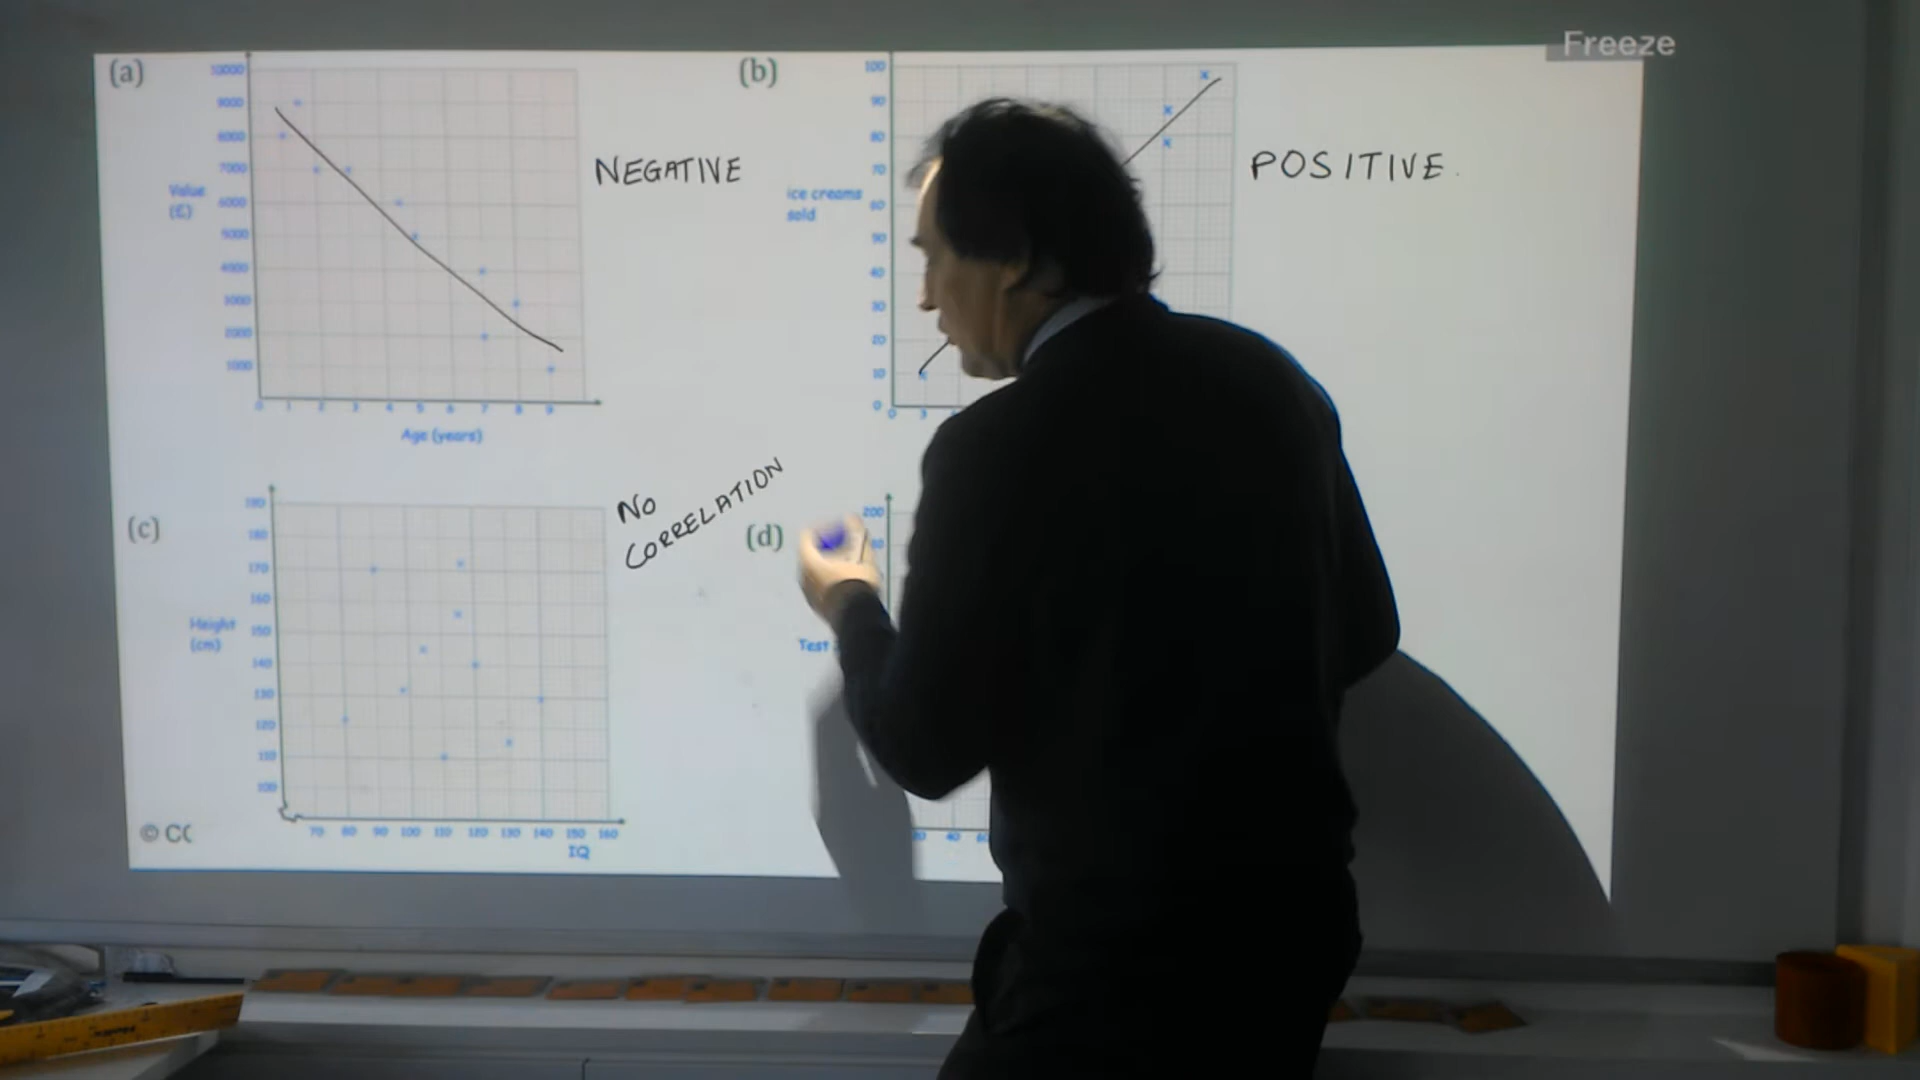 Freeze
(a)
10000
9000
8000
7000
6000
5000
4000
3000
2000
1000
Value
(£)
0 1 2 3 4 5 6 7 8 9
Age (years)
NEGATIVE
(b)
100
90
80
70
60
50
40
30
20
10
0
ice creams
sold
0 3
POSITIVE.
(c)
190
180
170
160
150
140
130
120
110
100
Height
(cm)
70 80 90 100 110 120 130 140 150 160
IQ
NO
CORRELATION
(d)
200
Test
40
© CC